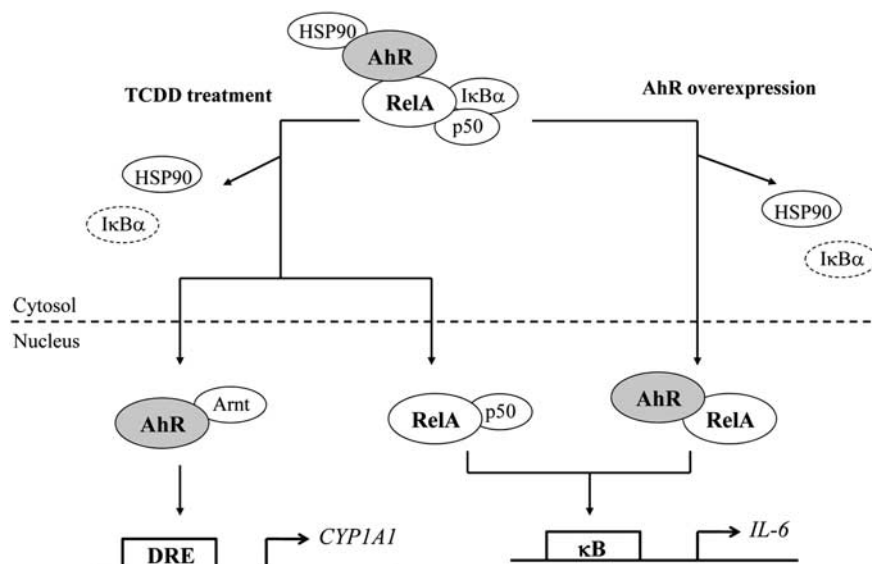 HSP90
AhR
TCDD treatment
RelA
IκBα
AhR overexpression
p50
HSP90
HSP90
IκBα
IκBα
Cytosol
Nucleus
AhR
Arnt
RelA
p50
AhR
RelA
DRE
CYP1A1
κB
IL-6